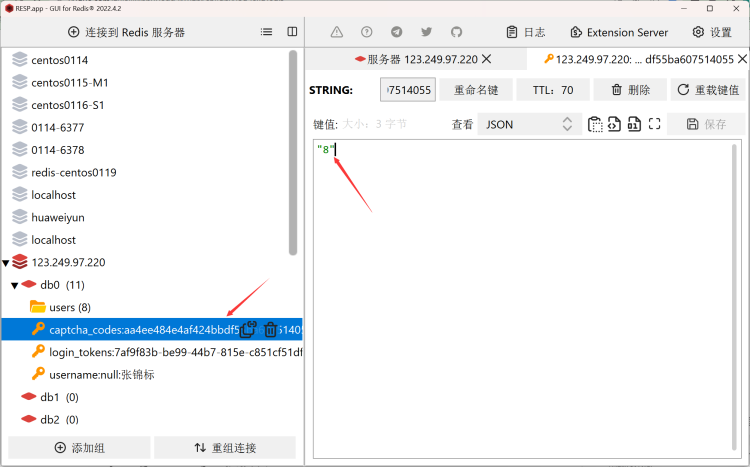 RESP.app - GUI for Redis® 2022.4.2
连接到 Redis 服务器
日志
Extension Server
设置
centos0114
centos0115-M1
centos0116-S1
0114-6377
0114-6378
redis-centos0119
localhost
huaweiyun
localhost
123.249.97.220
db0 (11)
users (8)
captcha_codes:aa4ee484e4af424bbdf5
login_tokens:7af9f83b-be99-44b7-815e-c851cf51df
username:null:张锦标
db1 (0)
db2 (0)
添加组
重组连接
服务器 123.249.97.220
123.249.97.220: ... df55ba607514055
STRING:
7514055
重命名键
TTL: 70
删除
重载键值
键值: 大小: 3 字节
查看
JSON
保存
"8"